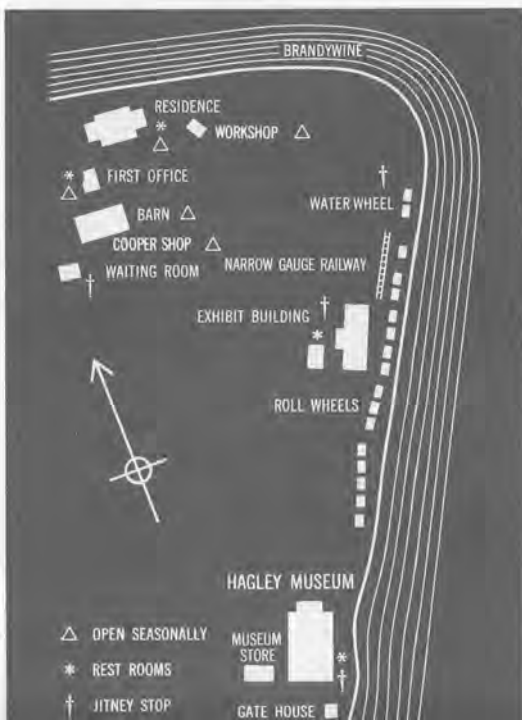 BRANDYWINE
RESIDENCE
*
△
WORKSHOP △
*
△
FIRST OFFICE
BARN △
COOPER SHOP △
WAITING ROOM
†
†
WATER WHEEL
NARROW GAUGE RAILWAY
†
EXHIBIT BUILDING
*
ROLL WHEELS
HAGLEY MUSEUM
△ OPEN SEASONALLY
* REST ROOMS
† JITNEY STOP
MUSEUM
STORE
*
†
GATE HOUSE